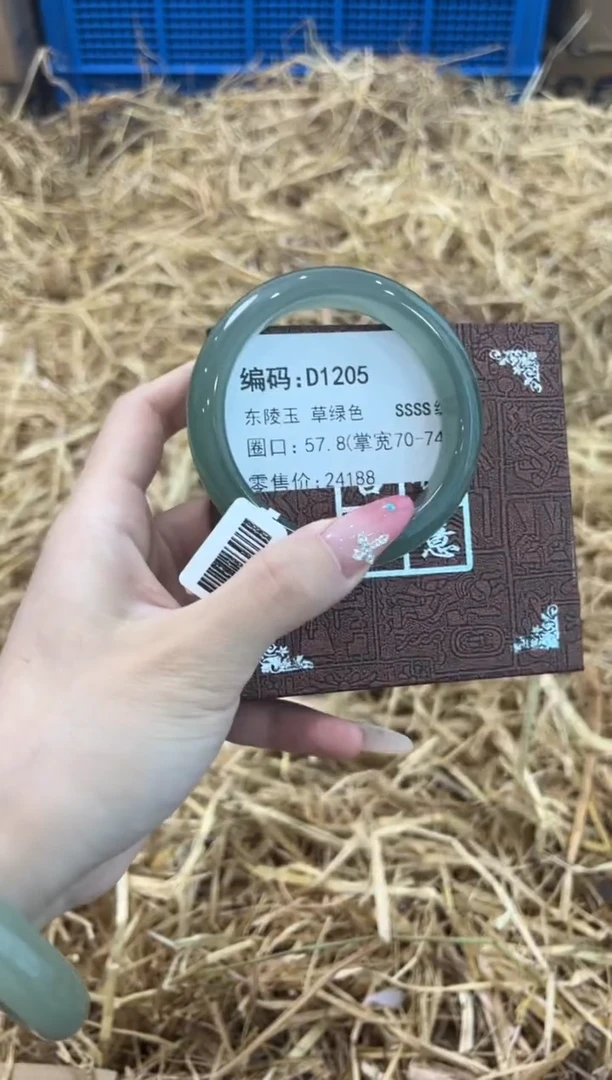 编码:D1205
东陵玉 草绿色 SSSS
圈口:57.8(掌宽70-74
零售价:24188
意